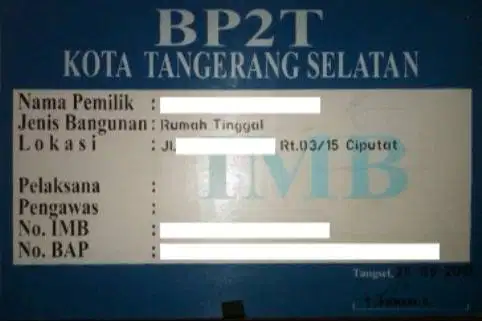 BP2T
KOTA TANGERANG SELATAN
Nama Pemilik :
Jenis Bangunan : Rumah Tinggal
Lokasi : Jl. Rt.03/15 Ciputat
IMB
Pelaksana :
Pengawas :
No. IMB :
No. BAP :
Tangsel,